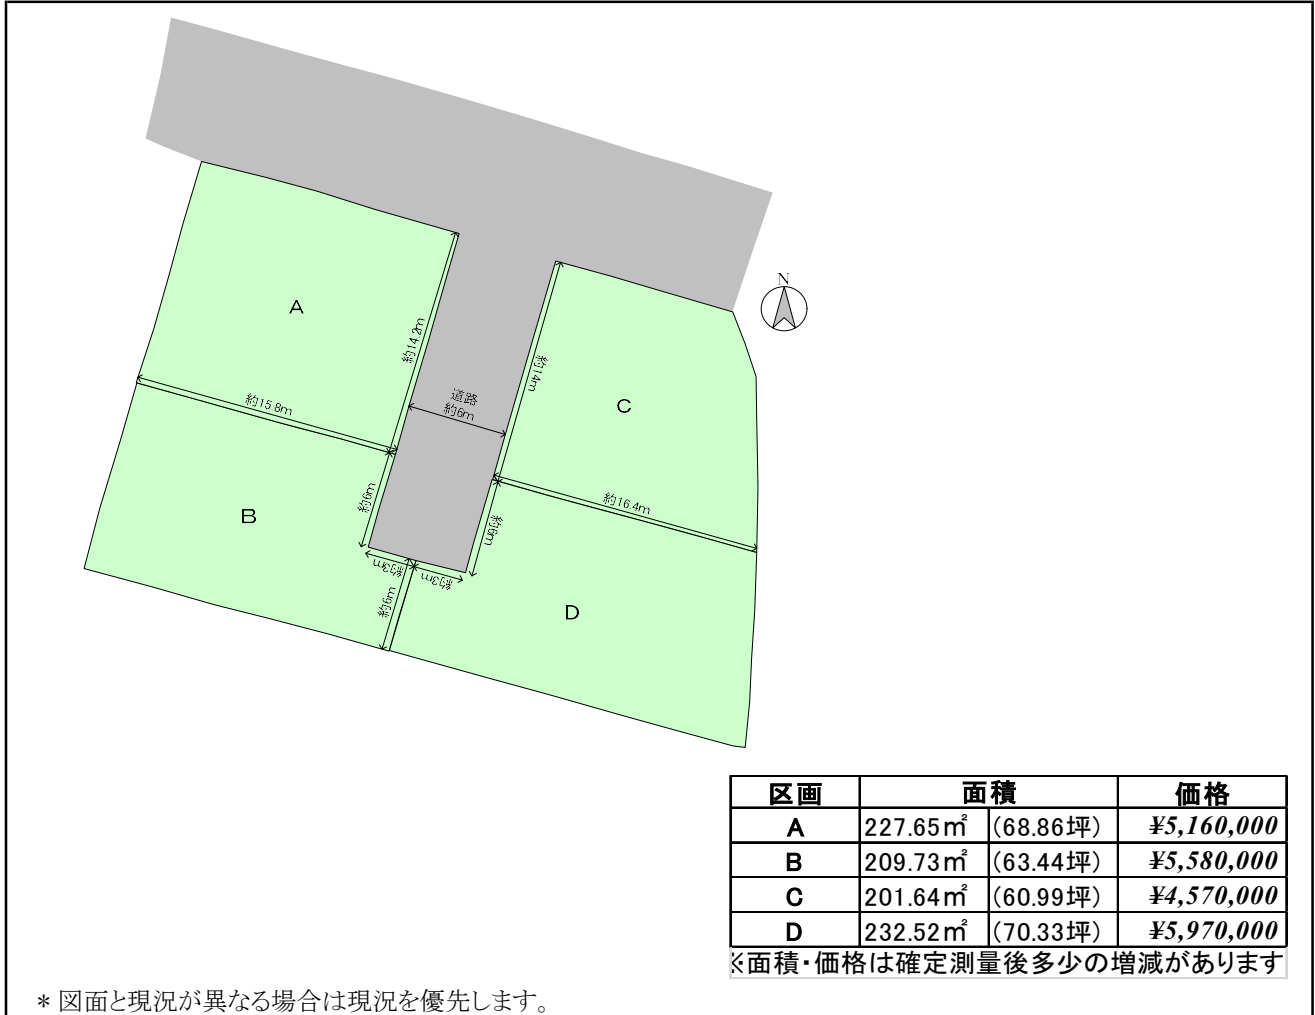 N
A
約14.2m
約14m
道路
約6m
C
約15.8m
約6m
約16.4m
約6m
B
約3m
約3m
約6m
D
区画 面積 価格
A 227.65㎡ (68.86坪) ¥5,160,000
B 209.73㎡ (63.44坪) ¥5,580,000
C 201.64㎡ (60.99坪) ¥4,570,000
D 232.52㎡ (70.33坪) ¥5,970,000
※面積・価格は確定測量後多少の増減があります
* 図面と現況が異なる場合は現況を優先します。